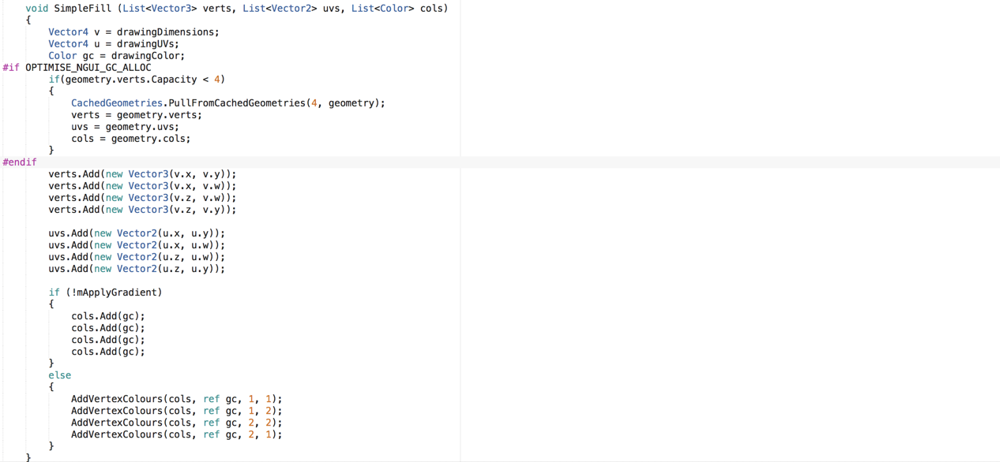 void SimpleFill (List<Vector3> verts, List<Vector2> uvs, List<Color> cols)
{
Vector4 v = drawingDimensions;
Vector4 u = drawingUVs;
Color gc = drawingColor;
#if OPTIMISE_NGUI_GC_ALLOC
if(geometry.verts.Capacity < 4)
{
CachedGeometries.PullFromCachedGeometries(4, geometry);
verts = geometry.verts;
uvs = geometry.uvs;
cols = geometry.cols;
}
#endif
verts.Add(new Vector3(v.x, v.y));
verts.Add(new Vector3(v.x, v.w));
verts.Add(new Vector3(v.z, v.w));
verts.Add(new Vector3(v.z, v.y));
uvs.Add(new Vector2(u.x, u.y));
uvs.Add(new Vector2(u.x, u.w));
uvs.Add(new Vector2(u.z, u.w));
uvs.Add(new Vector2(u.z, u.y));
if (!mApplyGradient)
{
cols.Add(gc);
cols.Add(gc);
cols.Add(gc);
cols.Add(gc);
}
else
{
AddVertexColours(cols, ref gc, 1, 1);
AddVertexColours(cols, ref gc, 1, 2);
AddVertexColours(cols, ref gc, 2, 2);
AddVertexColours(cols, ref gc, 2, 1);
}
}